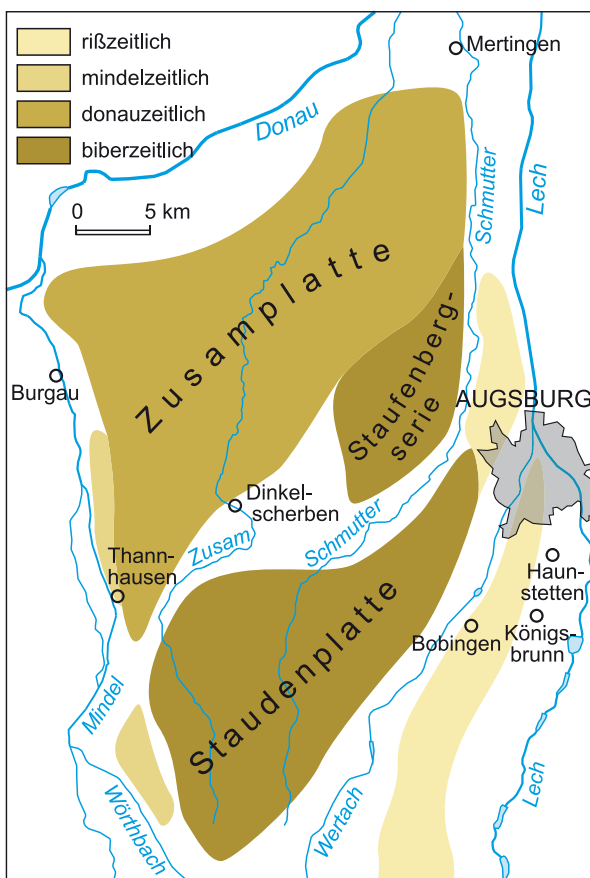 rißzeitlich
mindelzeitlich
donauzeitlich
biberzeitlich
0 5 km
Mertingen
Donau
Schmutter
Lech
Zusamplatte
Burgau
Staufenberg-
serie
AUGSBURG
Dinkel-
scherben
Zusam
Schmutter
Thann-
hausen
Haun-
stetten
Bobingen
Königs-
brunn
Staudenplatte
Mindel
Wörthbach
Wertach
Lech